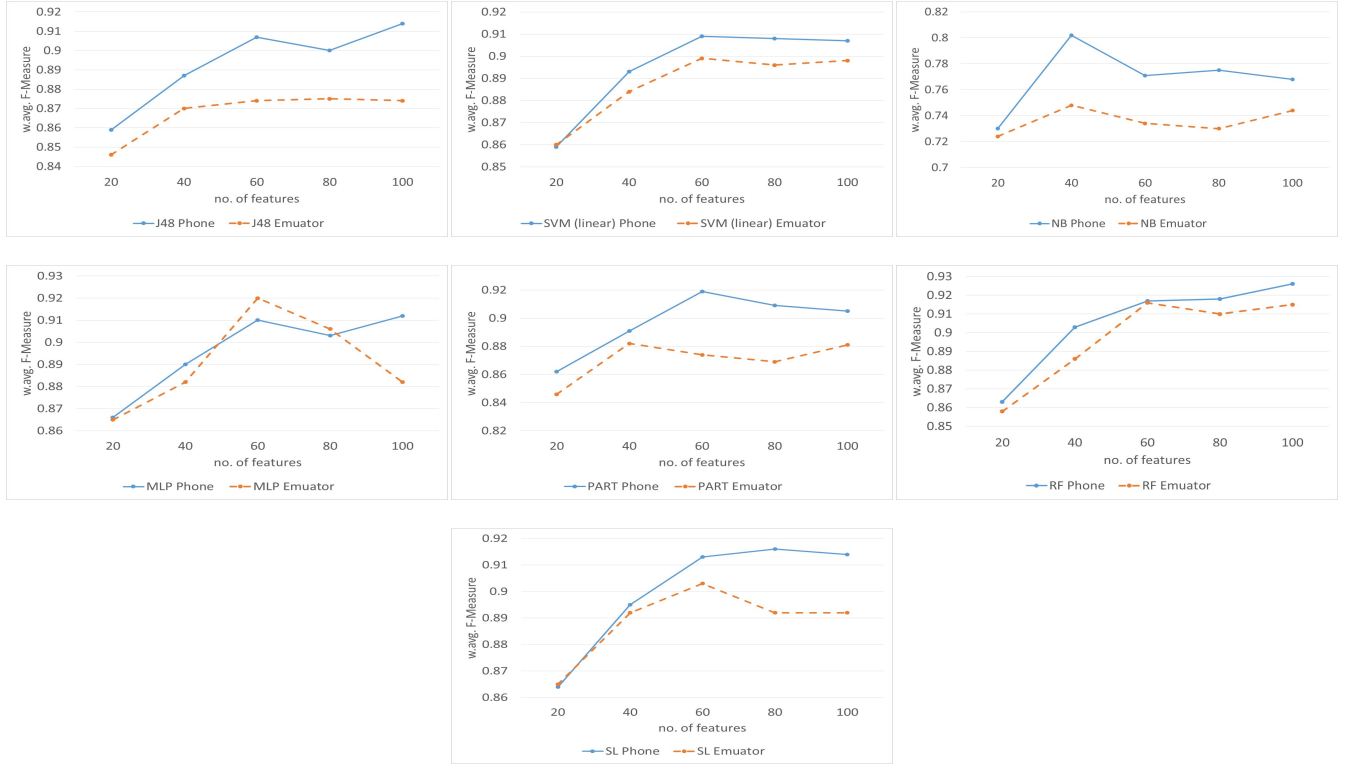 0.92
0.91
0.9
0.89
0.88
0.87
0.86
0.85
0.84
w.avg. F-Measure
20 40 60 80 100
no. of features
J48 Phone J48 Emuator
0.92
0.91
0.9
0.89
0.88
0.87
0.86
0.85
w.avg. F-Measure
20 40 60 80 100
no. of features
SVM (linear) Phone SVM (linear) Emuator
0.82
0.8
0.78
0.76
0.74
0.72
0.7
w.avg. F-Measure
20 40 60 80 100
no. of features
NB Phone NB Emuator
0.93
0.92
0.91
0.9
0.89
0.88
0.87
0.86
w.avg. F-Measure
20 40 60 80 100
no. of features
MLP Phone MLP Emuator
0.92
0.9
0.88
0.86
0.84
0.82
w.avg. F-Measure
20 40 60 80 100
no. of features
PART Phone PART Emuator
0.93
0.92
0.91
0.9
0.89
0.88
0.87
0.86
0.85
w.avg. F-Measure
20 40 60 80 100
no. of features
RF Phone RF Emuator
0.92
0.91
0.9
0.89
0.88
0.87
0.86
w.avg. F-Measure
20 40 60 80 100
no. of features
SL Phone SL Emuator